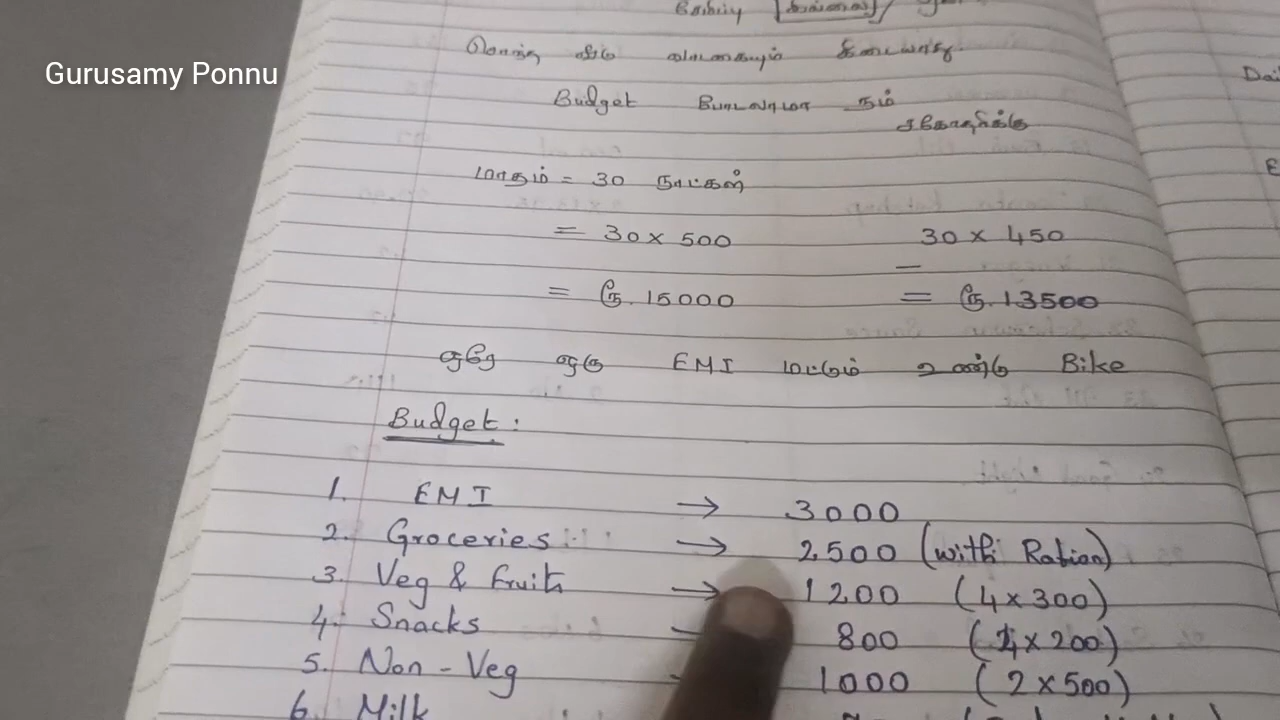 Gurusamy Ponnu
சொந்த வீடு வாடகையும் கிடையாது.
Budget போடலாமா நம்
சகோதரிக்கு
மாதம் = 30 நாட்கள்
= 30 x 500 30 x 450
= ரூ. 15000 = ரூ. 13500
ஒரே ஒரு EMI மட்டும் உண்டு Bike
Budget :
1. EMI → 3000
2. Groceries → 2500 (with Ration)
3. Veg & Fruits → 1200 (4x300)
4. Snacks 800 (4x200)
5. Non-Veg 1000 (2x500)
6. Milk